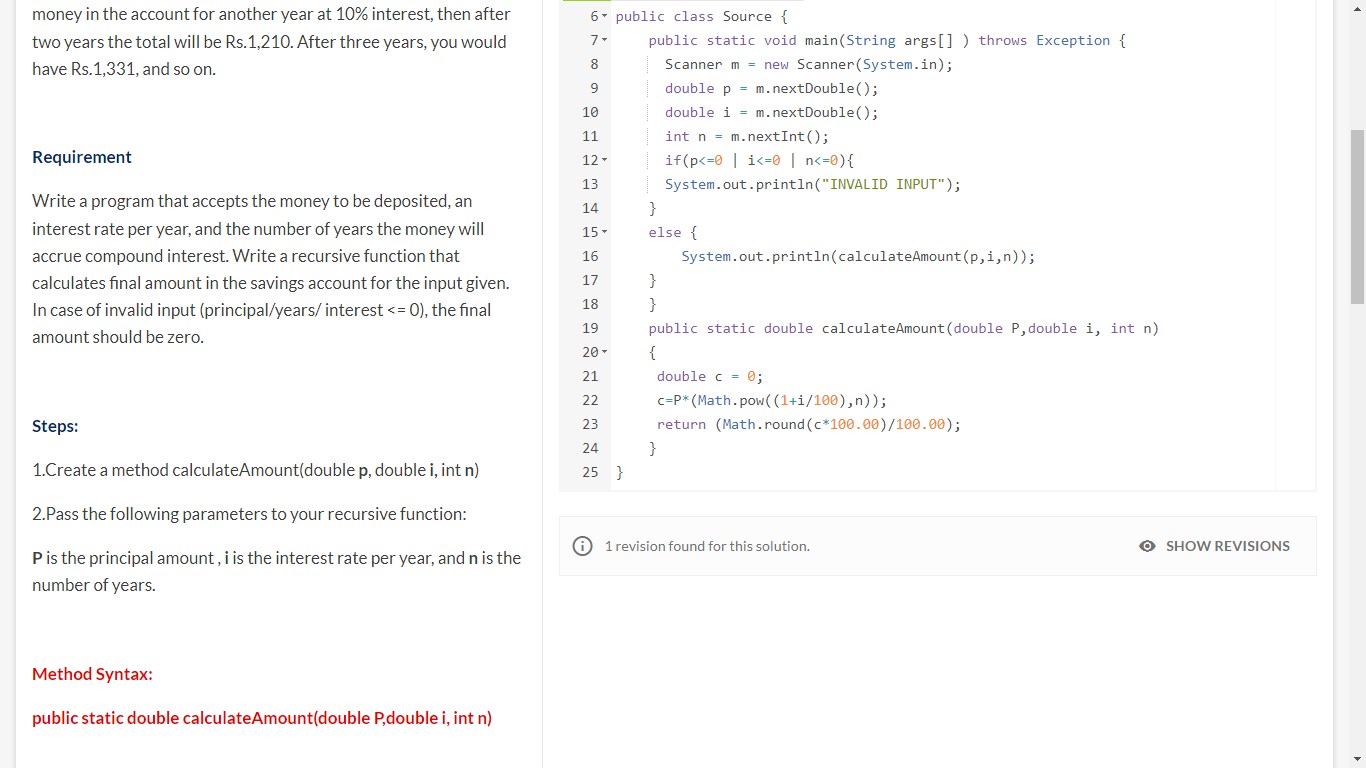 money in the account for another year at 10% interest, then after
two years the total will be Rs.1,210. After three years, you would
have Rs.1,331, and so on.
Requirement
Write a program that accepts the money to be deposited, an
interest rate per year, and the number of years the money will
accrue compound interest. Write a recursive function that
calculates final amount in the savings account for the input given.
In case of invalid input (principal/years/ interest <= 0), the final
amount should be zero.
Steps:
1.Create a method calculateAmount(double p, double i, int n)
2.Pass the following parameters to your recursive function:
P is the principal amount , i is the interest rate per year, and n is the
number of years.
Method Syntax:
public static double calculateAmount(double P,double i, int n)
6 public class Source {
7 public static void main(String args[] ) throws Exception {
8 Scanner m = new Scanner(System.in);
9 double p = m.nextDouble();
10 double i = m.nextDouble();
11 int n = m.nextInt();
12 if(p<=0 | i<=0 | n<=0){
13 System.out.println("INVALID INPUT");
14 }
15 else {
16 System.out.println(calculateAmount(p,i,n));
17 }
18 }
19 public static double calculateAmount(double P,double i, int n)
20 {
21 double c = 0;
22 c=P*(Math.pow((1+i/100),n));
23 return (Math.round(c*100.00)/100.00);
24 }
25 }
1 revision found for this solution.
SHOW REVISIONS